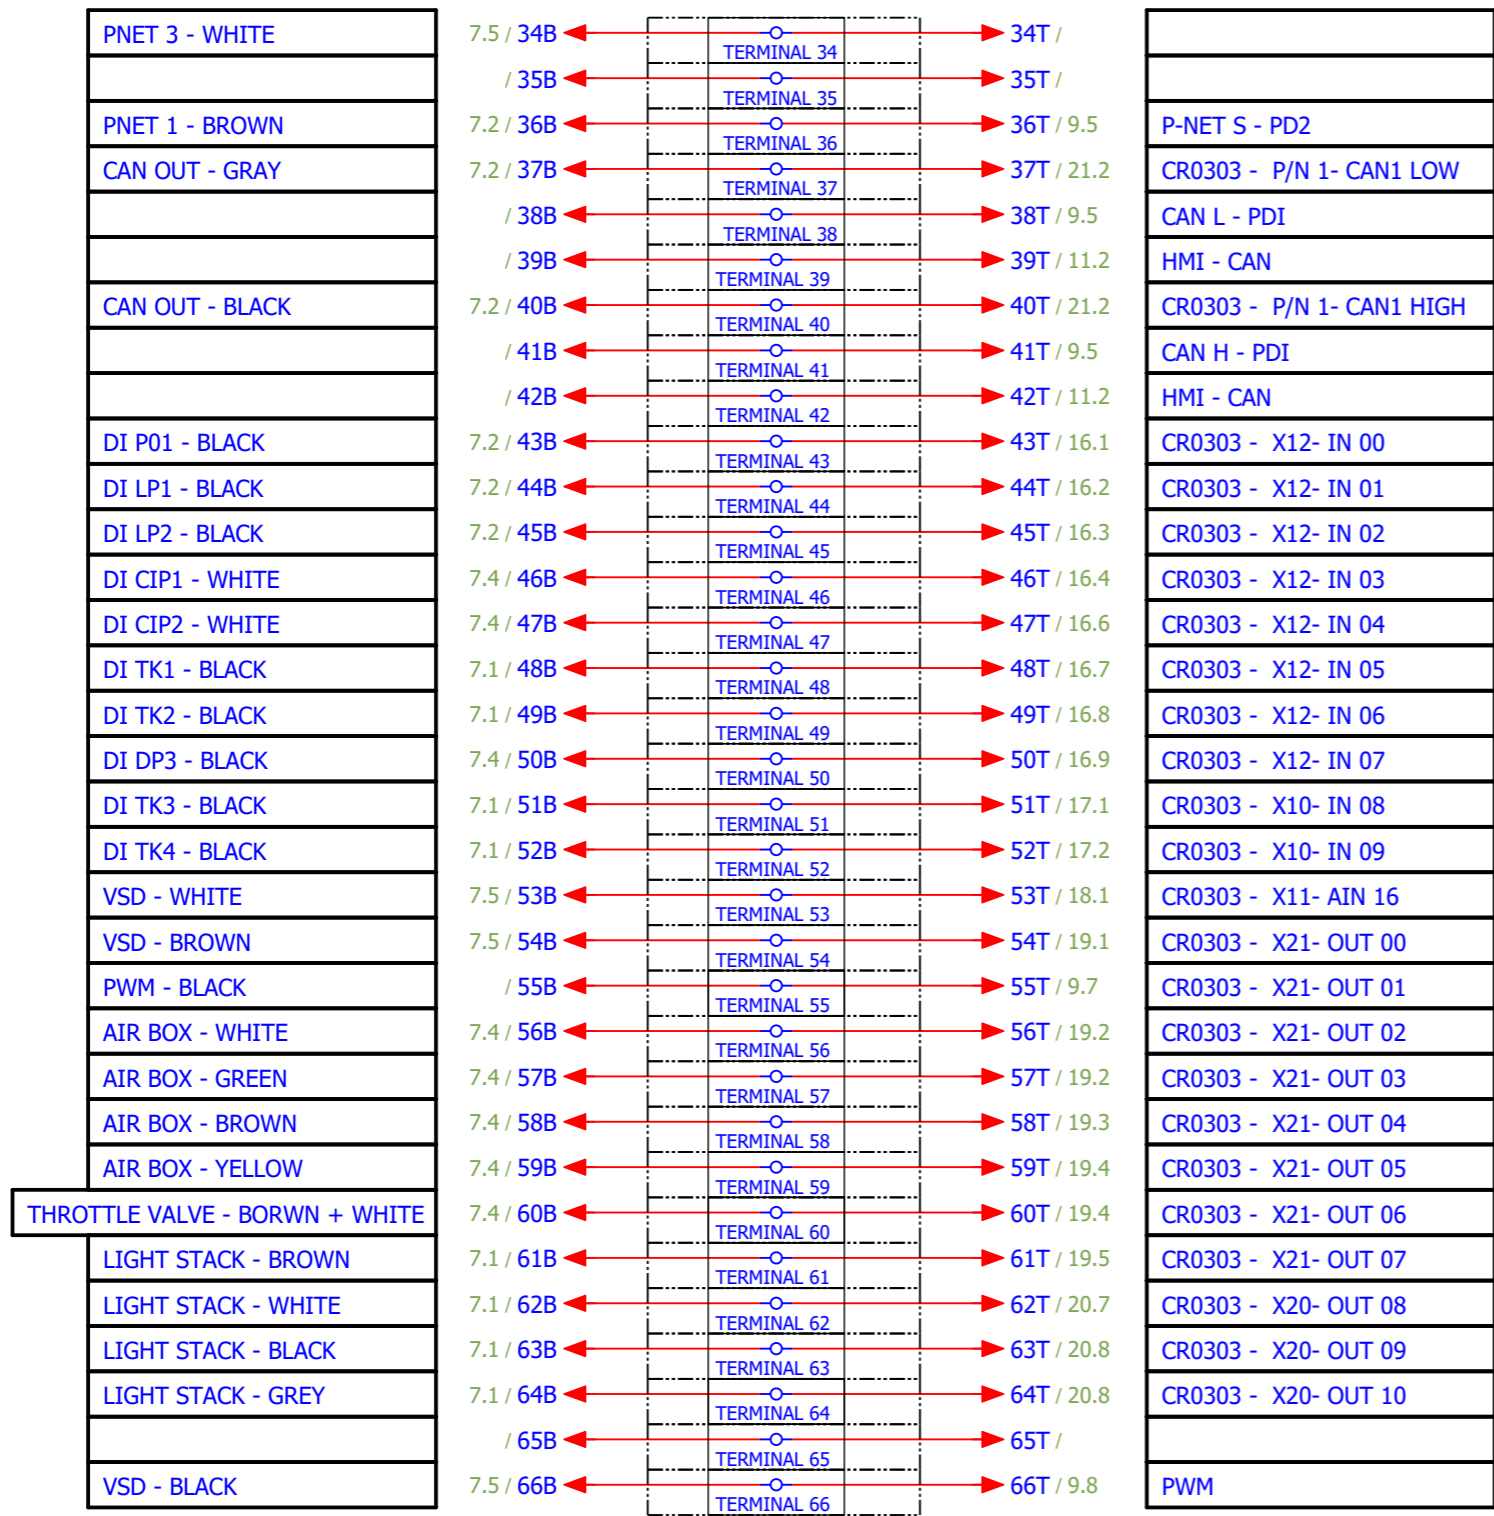 PNET 3 - WHITE 7.5 / 34B TERMINAL 34 34T /
/ 35B TERMINAL 35 35T /
PNET 1 - BROWN 7.2 / 36B TERMINAL 36 36T / 9.5 P-NET S - PD2
CAN OUT - GRAY 7.2 / 37B TERMINAL 37 37T / 21.2 CR0303 - P/N 1- CAN1 LOW
/ 38B TERMINAL 38 38T / 9.5 CAN L - PDI
/ 39B TERMINAL 39 39T / 11.2 HMI - CAN
CAN OUT - BLACK 7.2 / 40B TERMINAL 40 40T / 21.2 CR0303 - P/N 1- CAN1 HIGH
/ 41B TERMINAL 41 41T / 9.5 CAN H - PDI
/ 42B TERMINAL 42 42T / 11.2 HMI - CAN
DI P01 - BLACK 7.2 / 43B TERMINAL 43 43T / 16.1 CR0303 - X12- IN 00
DI LP1 - BLACK 7.2 / 44B TERMINAL 44 44T / 16.2 CR0303 - X12- IN 01
DI LP2 - BLACK 7.2 / 45B TERMINAL 45 45T / 16.3 CR0303 - X12- IN 02
DI CIP1 - WHITE 7.4 / 46B TERMINAL 46 46T / 16.4 CR0303 - X12- IN 03
DI CIP2 - WHITE 7.4 / 47B TERMINAL 47 47T / 16.6 CR0303 - X12- IN 04
DI TK1 - BLACK 7.1 / 48B TERMINAL 48 48T / 16.7 CR0303 - X12- IN 05
DI TK2 - BLACK 7.1 / 49B TERMINAL 49 49T / 16.8 CR0303 - X12- IN 06
DI DP3 - BLACK 7.4 / 50B TERMINAL 50 50T / 16.9 CR0303 - X12- IN 07
DI TK3 - BLACK 7.1 / 51B TERMINAL 51 51T / 17.1 CR0303 - X10- IN 08
DI TK4 - BLACK 7.1 / 52B TERMINAL 52 52T / 17.2 CR0303 - X10- IN 09
VSD - WHITE 7.5 / 53B TERMINAL 53 53T / 18.1 CR0303 - X11- AIN 16
VSD - BROWN 7.5 / 54B TERMINAL 54 54T / 19.1 CR0303 - X21- OUT 00
PWM - BLACK / 55B TERMINAL 55 55T / 9.7 CR0303 - X21- OUT 01
AIR BOX - WHITE 7.4 / 56B TERMINAL 56 56T / 19.2 CR0303 - X21- OUT 02
AIR BOX - GREEN 7.4 / 57B TERMINAL 57 57T / 19.2 CR0303 - X21- OUT 03
AIR BOX - BROWN 7.4 / 58B TERMINAL 58 58T / 19.3 CR0303 - X21- OUT 04
AIR BOX - YELLOW 7.4 / 59B TERMINAL 59 59T / 19.4 CR0303 - X21- OUT 05
THROTTLE VALVE - BORWN + WHITE 7.4 / 60B TERMINAL 60 60T / 19.4 CR0303 - X21- OUT 06
LIGHT STACK - BROWN 7.1 / 61B TERMINAL 61 61T / 19.5 CR0303 - X21- OUT 07
LIGHT STACK - WHITE 7.1 / 62B TERMINAL 62 62T / 20.7 CR0303 - X20- OUT 08
LIGHT STACK - BLACK 7.1 / 63B TERMINAL 63 63T / 20.8 CR0303 - X20- OUT 09
LIGHT STACK - GREY 7.1 / 64B TERMINAL 64 64T / 20.8 CR0303 - X20- OUT 10
/ 65B TERMINAL 65 65T /
VSD - BLACK 7.5 / 66B TERMINAL 66 66T / 9.8 PWM